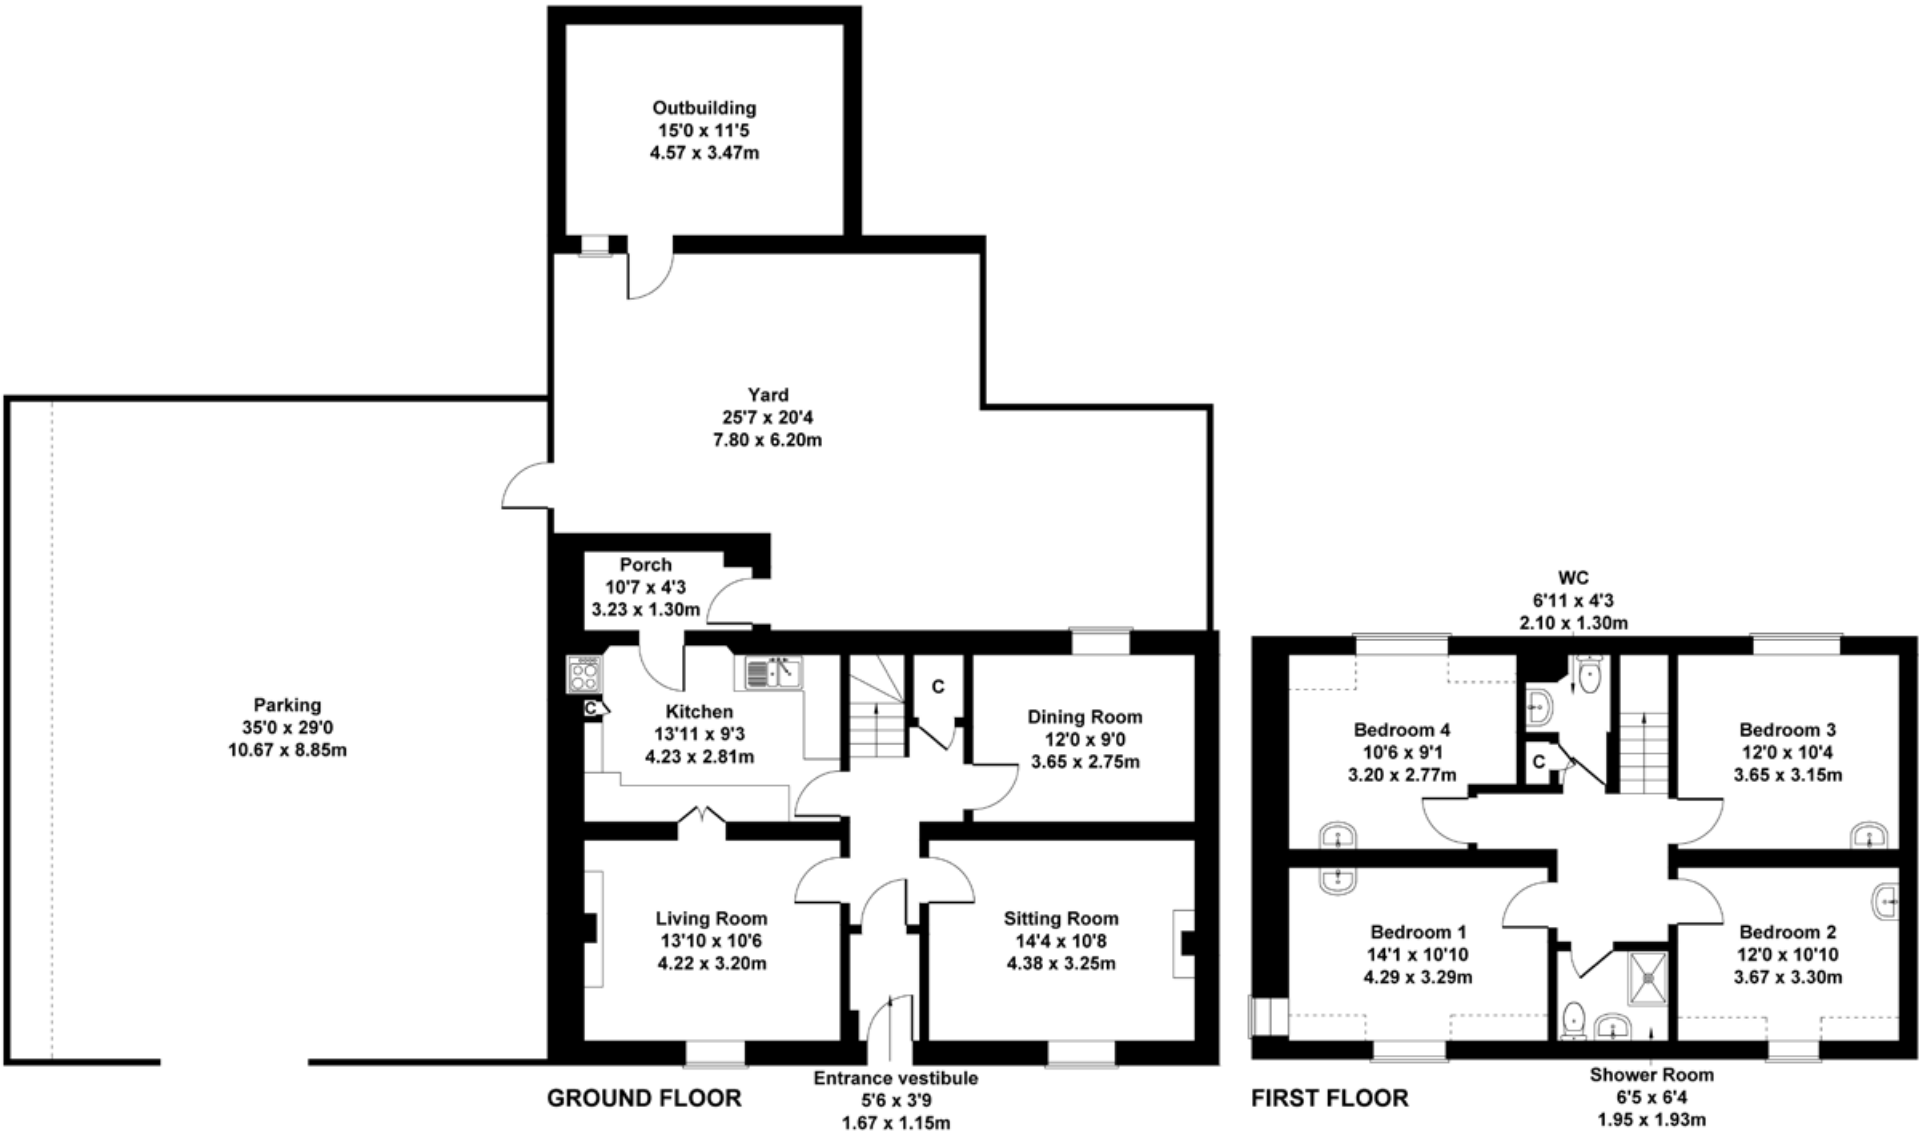 Outbuilding
15'0 x 11'5
4.57 x 3.47m
Yard
25'7 x 20'4
7.80 x 6.20m
Porch
10'7 x 4'3
3.23 x 1.30m
Parking
35'0 x 29'0
10.67 x 8.85m
C
Kitchen
13'11 x 9'3
4.23 x 2.81m
C
Dining Room
12'0 x 9'0
3.65 x 2.75m
Living Room
13'10 x 10'6
4.22 x 3.20m
Sitting Room
14'4 x 10'8
4.38 x 3.25m
Entrance vestibule
5'6 x 3'9
1.67 x 1.15m
GROUND FLOOR
WC
6'11 x 4'3
2.10 x 1.30m
Bedroom 4
10'6 x 9'1
3.20 x 2.77m
C
Bedroom 3
12'0 x 10'4
3.65 x 3.15m
Bedroom 1
14'1 x 10'10
4.29 x 3.29m
Bedroom 2
12'0 x 10'10
3.67 x 3.30m
Shower Room
6'5 x 6'4
1.95 x 1.93m
FIRST FLOOR